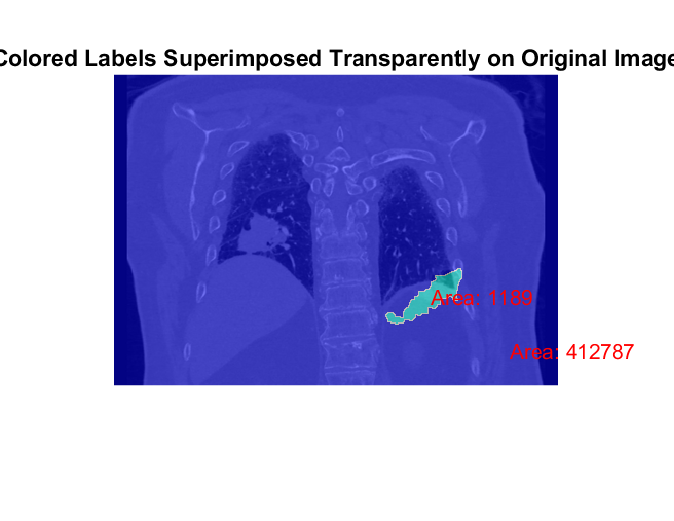 Colored Labels Superimposed Transparently on Original Image
Area: 1189
Area: 412787